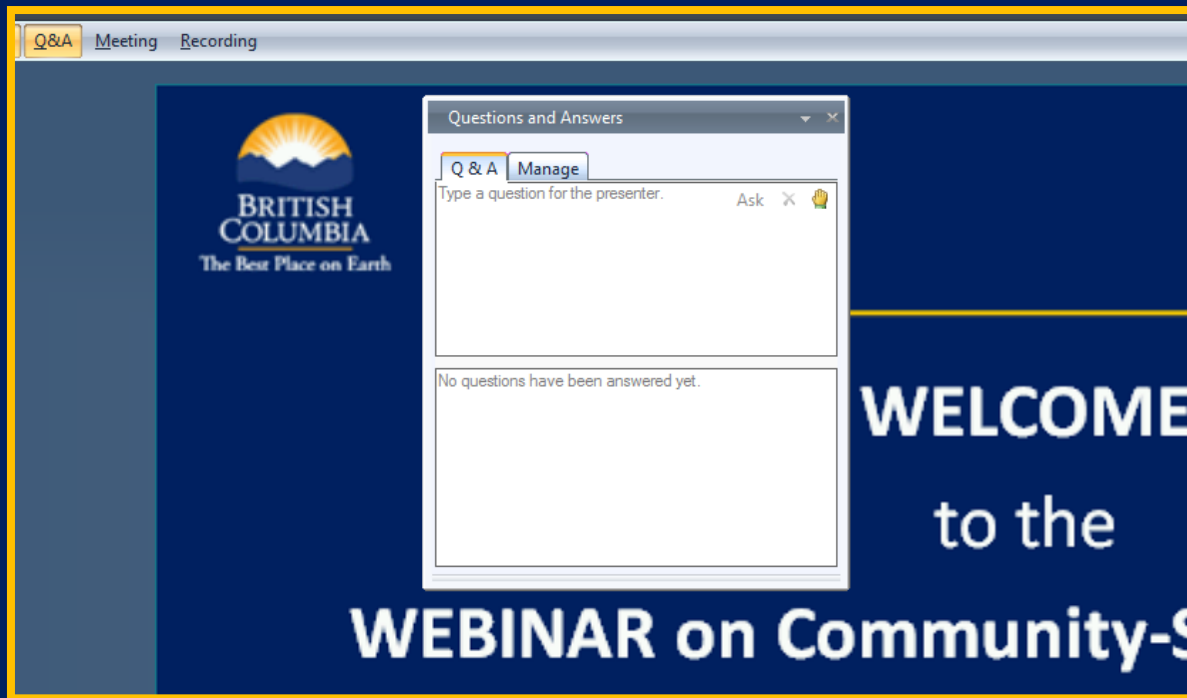 Q&A Meeting Recording
BRITISH
COLUMBIA
The Best Place on Earth
Questions and Answers
Q & A Manage
Type a question for the presenter. Ask
No questions have been answered yet.
WELCOME
to the
WEBINAR on Community-S